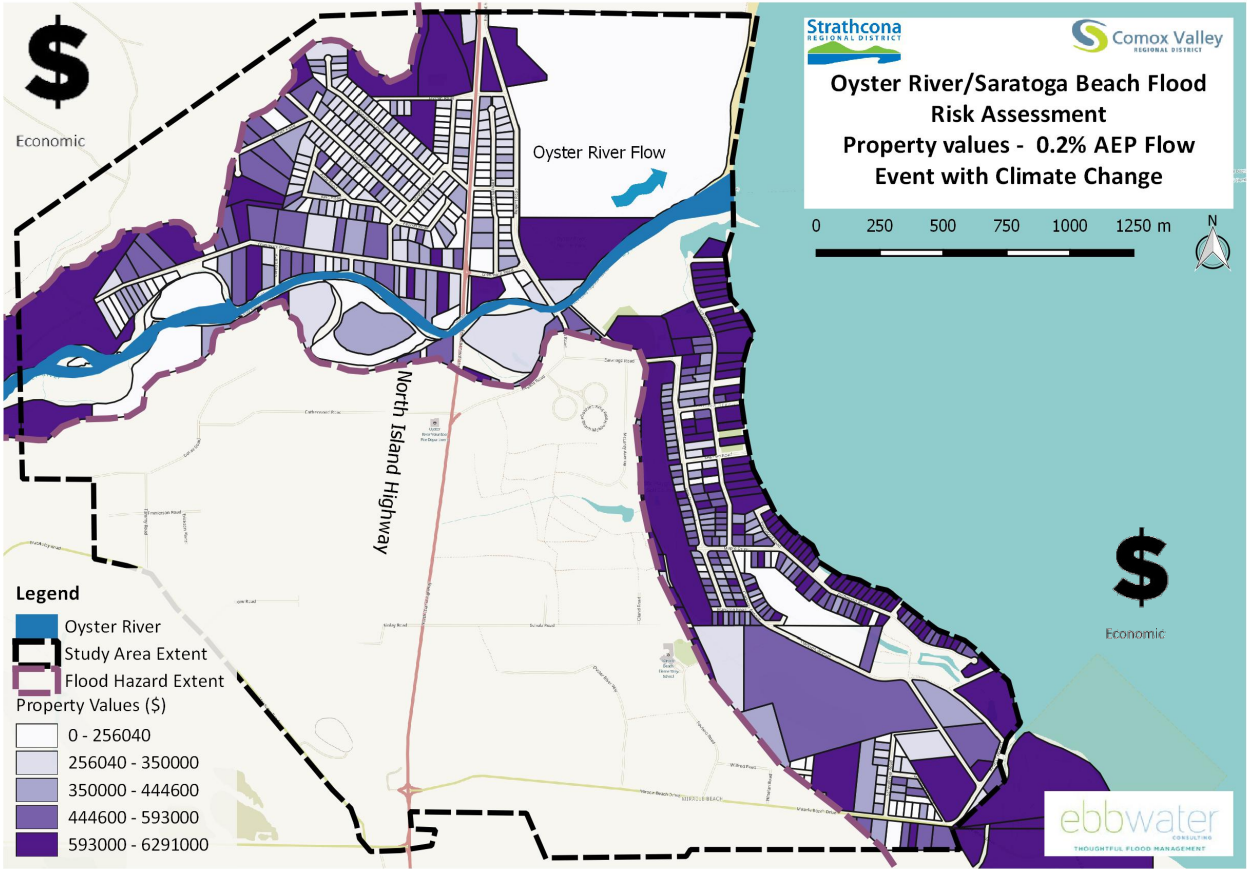 $
Economic
Strathcona
REGIONAL DISTRICT
Comox Valley
REGIONAL DISTRICT
Oyster River/Saratoga Beach Flood
Risk Assessment
Property values - 0.2% AEP Flow
Event with Climate Change
0 250 500 750 1000 1250 m
N
Oyster River Flow
North Island Highway
$
Economic
Legend
Oyster River
Study Area Extent
Flood Hazard Extent
Property Values ($)
0 - 256040
256040 - 350000
350000 - 444600
444600 - 593000
593000 - 6291000
ebbwater
CONSULTING
THOUGHTFUL FLOOD MANAGEMENT